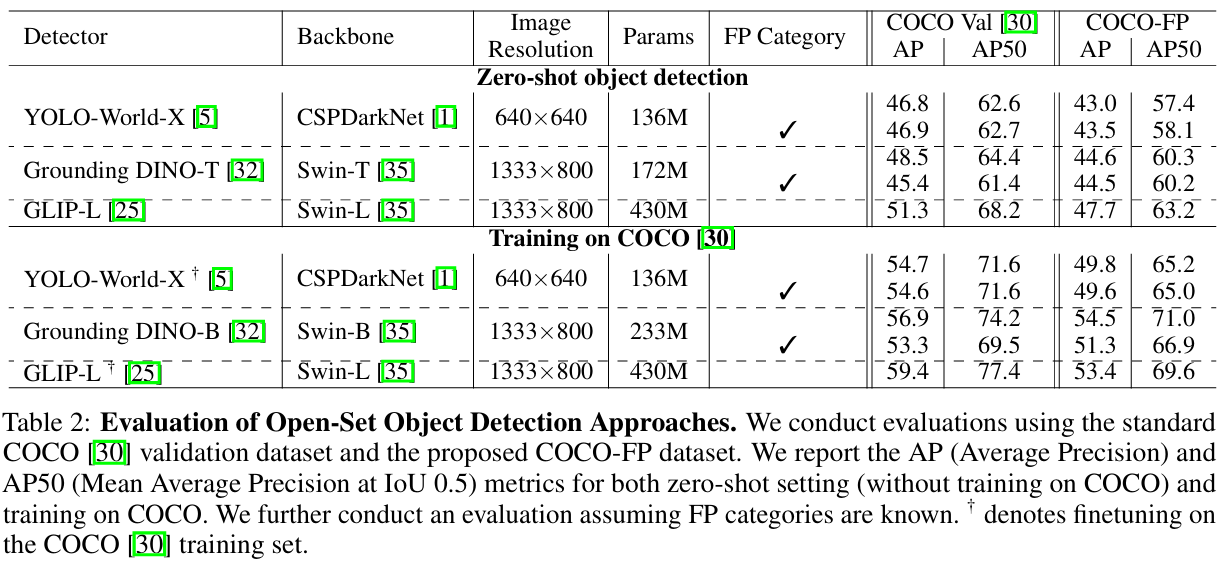 Detector Backbone Image Resolution Params FP Category COCO Val [30] COCO-FP
AP AP50 AP AP50
Zero-shot object detection
YOLO-World-X [5] CSPDarkNet [1] 640×640 136M 46.8 62.6 43.0 57.4
✓ 46.9 62.7 43.5 58.1
Grounding DINO-T [32] Swin-T [35] 1333×800 172M 48.5 64.4 44.6 60.3
✓ 45.4 61.4 44.5 60.2
GLIP-L [25] Swin-L [35] 1333×800 430M 51.3 68.2 47.7 63.2
Training on COCO [30]
YOLO-World-X † [5] CSPDarkNet [1] 640×640 136M 54.7 71.6 49.8 65.2
✓ 54.6 71.6 49.6 65.0
Grounding DINO-B [32] Swin-B [35] 1333×800 233M 56.9 74.2 54.5 71.0
✓ 53.3 69.5 51.3 66.9
GLIP-L † [25] Swin-L [35] 1333×800 430M 59.4 77.4 53.4 69.6
Table 2: Evaluation of Open-Set Object Detection Approaches. We conduct evaluations using the standard
COCO [30] validation dataset and the proposed COCO-FP dataset. We report the AP (Average Precision) and
AP50 (Mean Average Precision at IoU 0.5) metrics for both zero-shot setting (without training on COCO) and
training on COCO. We further conduct an evaluation assuming FP categories are known. † denotes finetuning on
the COCO [30] training set.